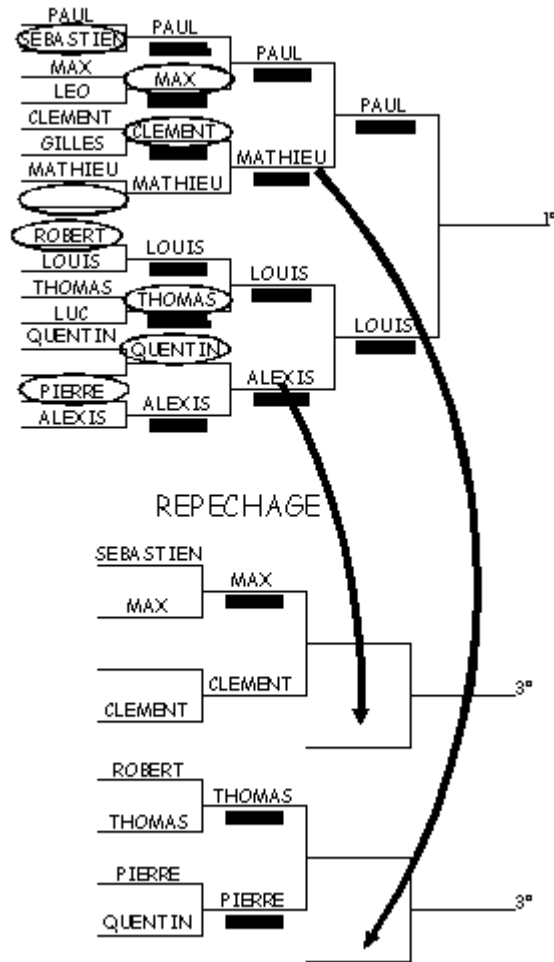 PAUL
SEBASTIEN
PAUL
MAX
MAX
LEO
PAUL
CLEMENT
CLEMENT
GILLES
MATHIEU
MATHIEU
MATHIEU
PAUL
1°
ROBERT
LOUIS
LOUIS
THOMAS
THOMAS
LUC
LOUIS
QUENTIN
QUENTIN
PIERRE
ALEXIS
ALEXIS
ALEXIS
LOUIS
REPECHAGE
SEBASTIEN
MAX
MAX
CLEMENT
CLEMENT
3°
ROBERT
THOMAS
THOMAS
PIERRE
PIERRE
QUENTIN
3°